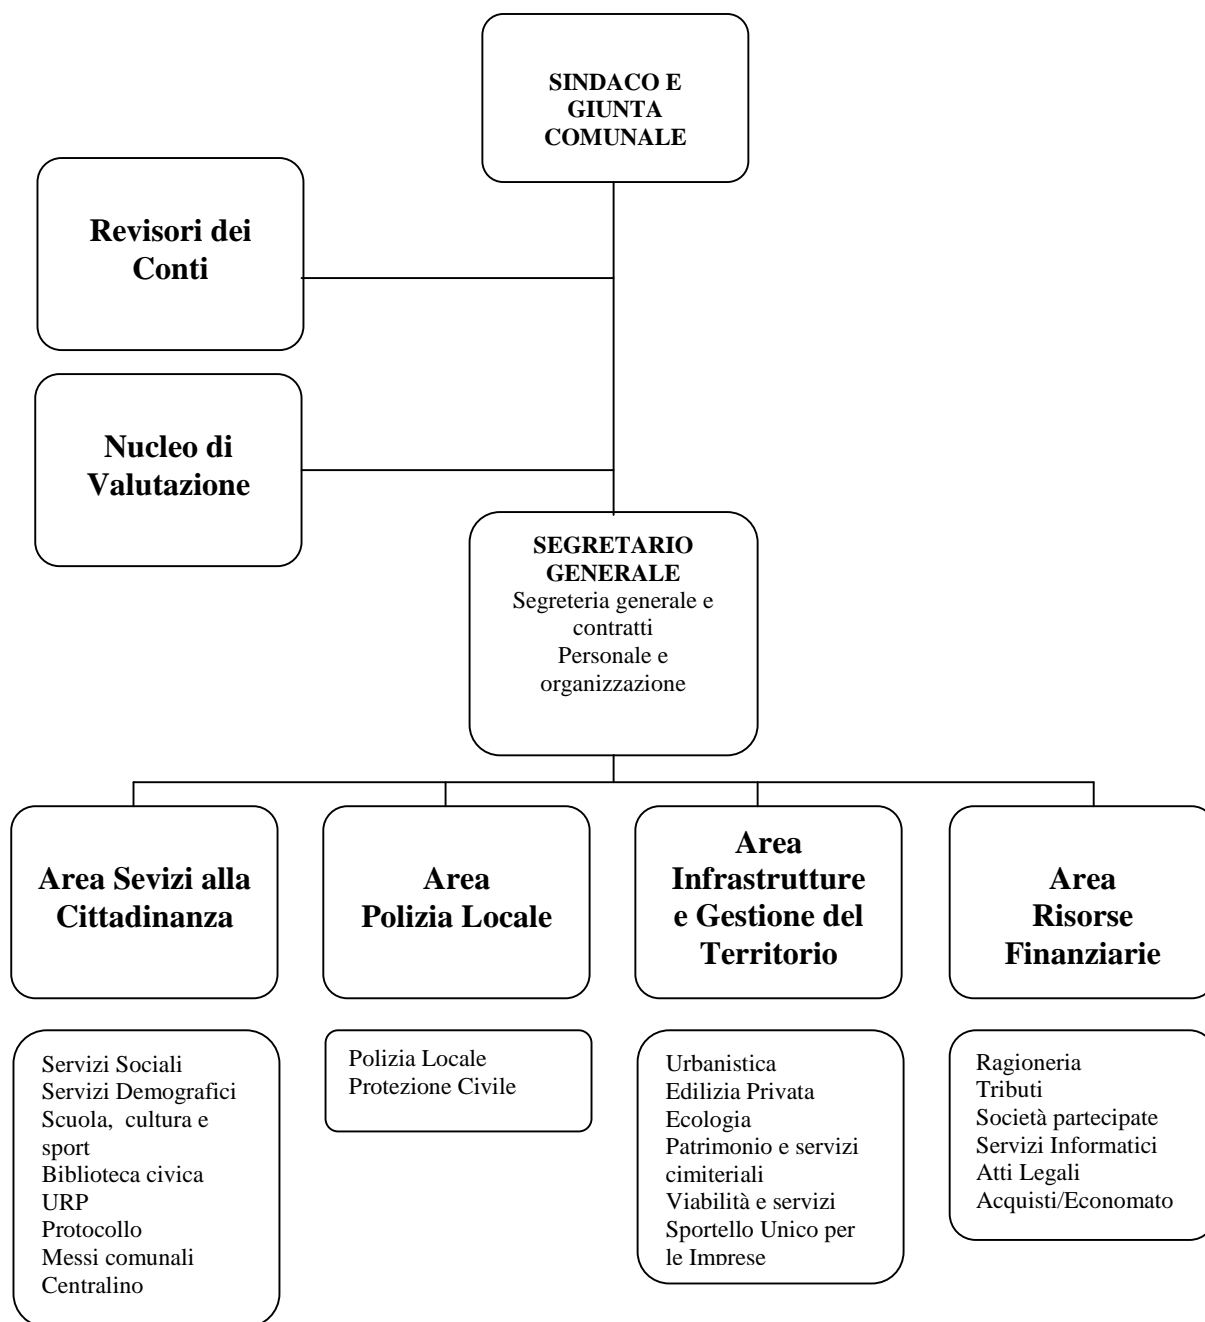 SINDACO E
GIUNTA
COMUNALE
Revisori dei
Conti
Nucleo di
Valutazione
SEGRETARIO
GENERALE
Segreteria generale e
contratti
Personale e
organizzazione
Area Sevizi alla
Cittadinanza
Area
Polizia Locale
Area
Infrastrutture
e Gestione del
Territorio
Area
Risorse
Finanziarie
Servizi Sociali
Servizi Demografici
Scuola, cultura e
sport
Biblioteca civica
URP
Protocollo
Messi comunali
Centralino
Polizia Locale
Protezione Civile
Urbanistica
Edilizia Privata
Ecologia
Patrimonio e servizi
cimiteriali
Viabilità e servizi
Sportello Unico per
le Imprese
Ragioneria
Tributi
Società partecipate
Servizi Informatici
Atti Legali
Acquisti/Economato